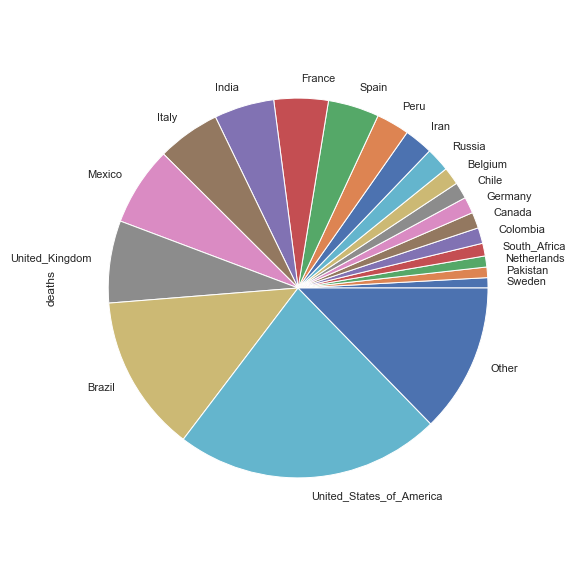 France
India
Spain
Peru
Italy
Iran
Russia
Belgium
Mexico
Chile
Germany
Canada
Colombia
South_Africa
United_Kingdom
Netherlands
Pakistan
Sweden
deaths
Other
Brazil
United_States_of_America